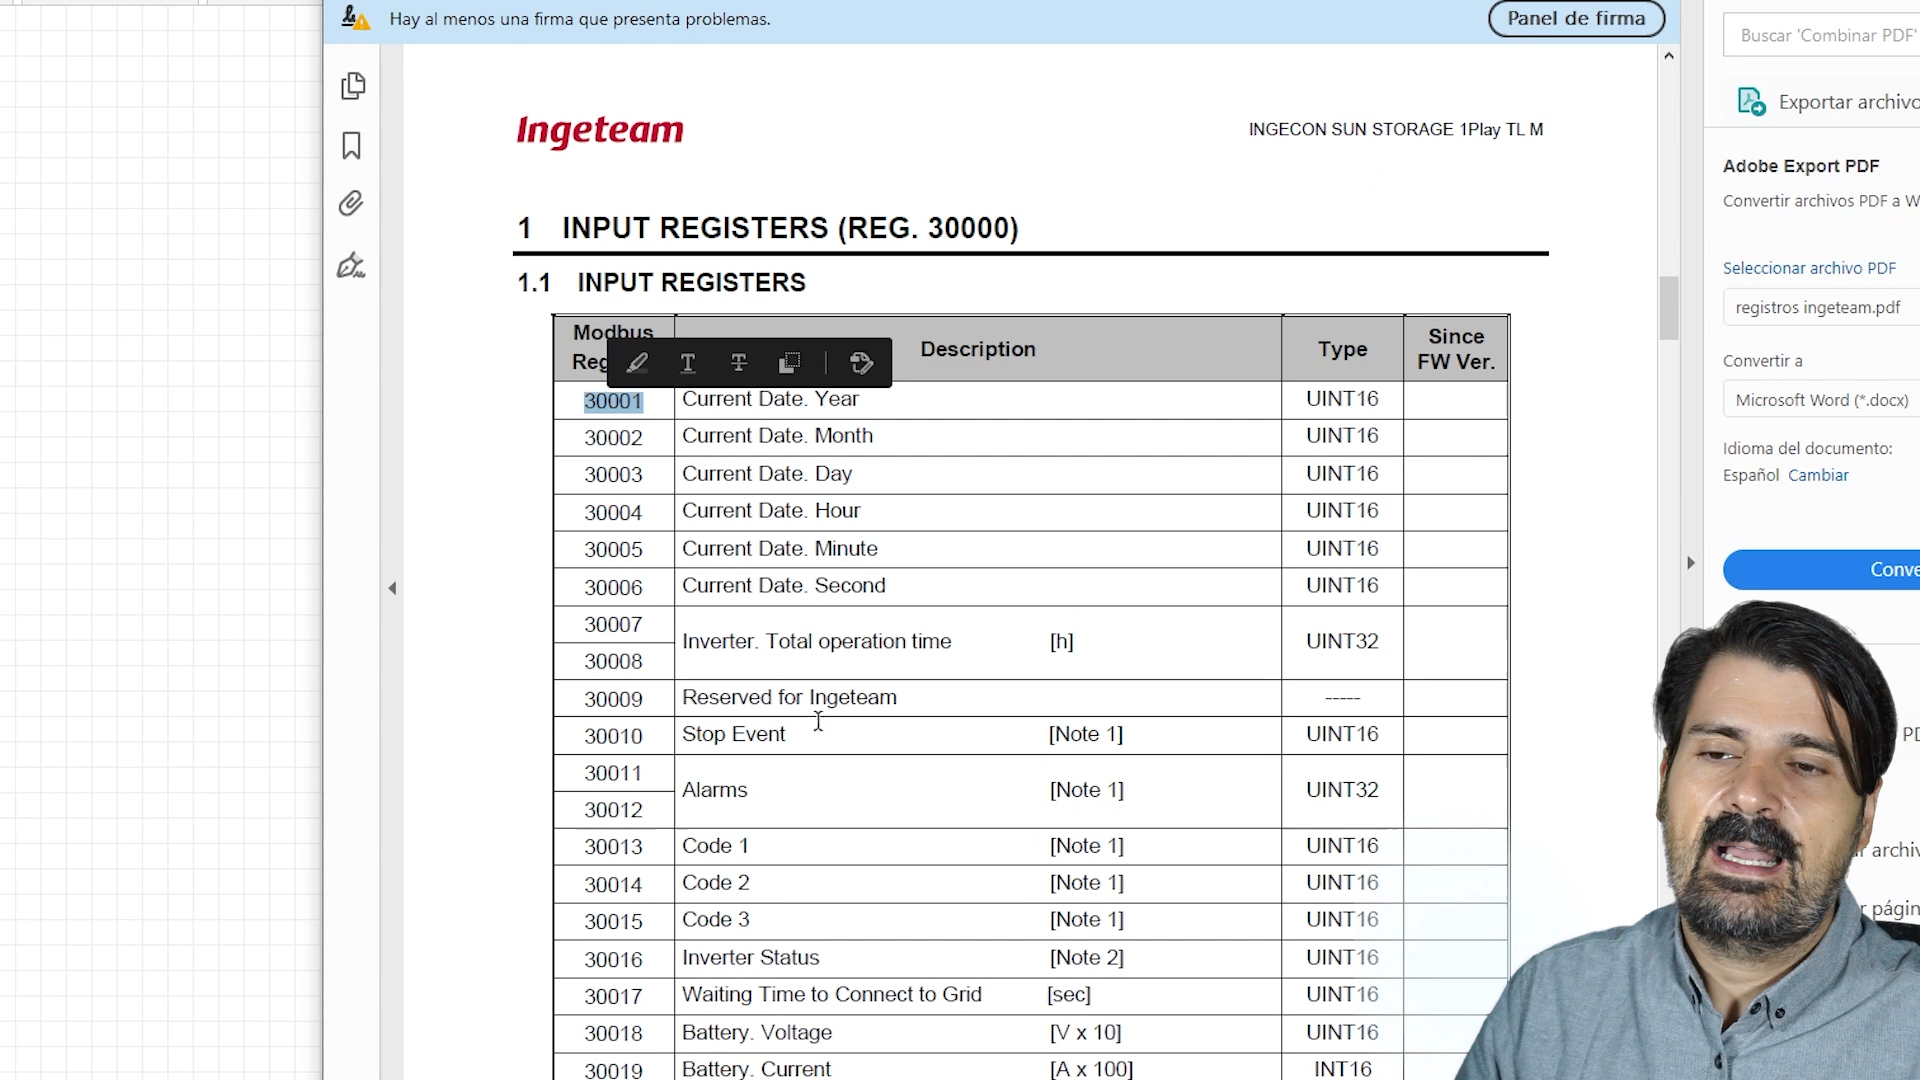 Hay al menos una firma que presenta problemas.
Panel de firma
Buscar 'Combinar PDF'
Exportar archivo
Ingeteam
INGECON SUN STORAGE 1Play TL M
Adobe Export PDF
Convertir archivos PDF a W
Seleccionar archivo PDF
registros ingeteam.pdf
Convertir a
Microsoft Word (*.docx)
Idioma del documento:
Español Cambiar
Conve
1 INPUT REGISTERS (REG. 30000)
1.1 INPUT REGISTERS
Modbus Description Type Since
Reg FW Ver.
30001 Current Date. Year UINT16
30002 Current Date. Month UINT16
30003 Current Date. Day UINT16
30004 Current Date. Hour UINT16
30005 Current Date. Minute UINT16
30006 Current Date. Second UINT16
30007
Inverter. Total operation time [h] UINT32
30008
30009 Reserved for Ingeteam -----
30010 Stop Event [Note 1] UINT16
30011
Alarms [Note 1] UINT32
30012
30013 Code 1 [Note 1] UINT16
30014 Code 2 [Note 1] UINT16
30015 Code 3 [Note 1] UINT16
30016 Inverter Status [Note 2] UINT16
30017 Waiting Time to Connect to Grid [sec] UINT16
30018 Battery. Voltage [V x 10] UINT16
30019 Battery. Current [A x 100] INT16
PD
archi
págin